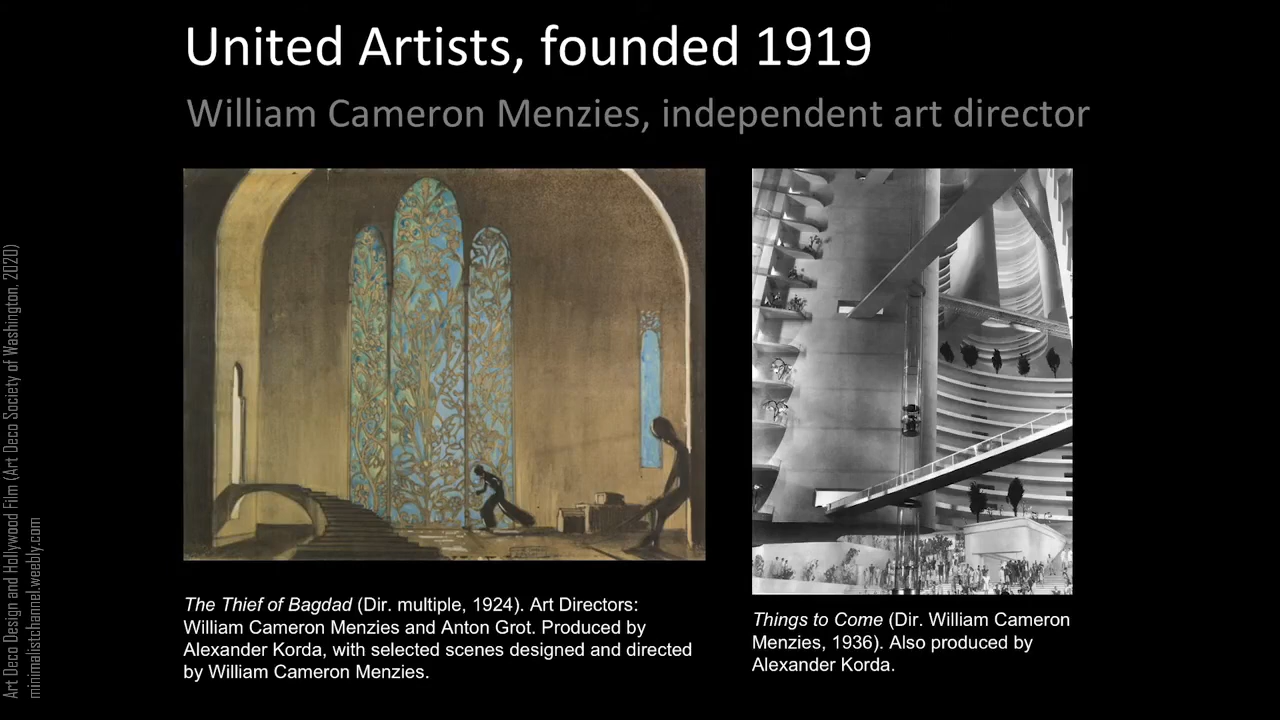 United Artists, founded 1919
William Cameron Menzies, independent art director
The Thief of Bagdad (Dir. multiple, 1924). Art Directors:
William Cameron Menzies and Anton Grot. Produced by
Alexander Korda, with selected scenes designed and directed
by William Cameron Menzies.
Things to Come (Dir. William Cameron
Menzies, 1936). Also produced by
Alexander Korda.
Art Deco Design and Hollywood Film (Art Deco Society of Washington, 2020)
minimalistchannel.weebly.com